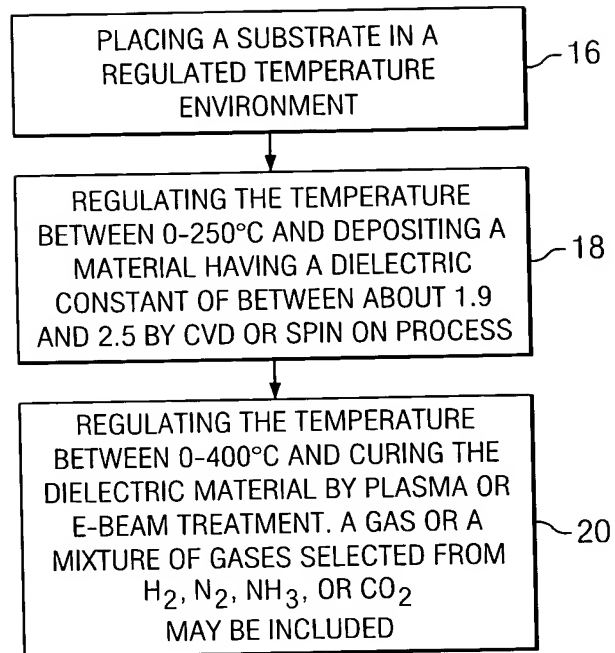 PLACING A SUBSTRATE IN A
REGULATED TEMPERATURE
ENVIRONMENT
16
REGULATING THE TEMPERATURE
BETWEEN 0-250°C AND DEPOSITING A
MATERIAL HAVING A DIELECTRIC
CONSTANT OF BETWEEN ABOUT 1.9
AND 2.5 BY CVD OR SPIN ON PROCESS
18
REGULATING THE TEMPERATURE
BETWEEN 0-400°C AND CURING THE
DIELECTRIC MATERIAL BY PLASMA OR
E-BEAM TREATMENT. A GAS OR A
MIXTURE OF GASES SELECTED FROM
H₂, N₂, NH₃, OR CO₂
MAY BE INCLUDED
20